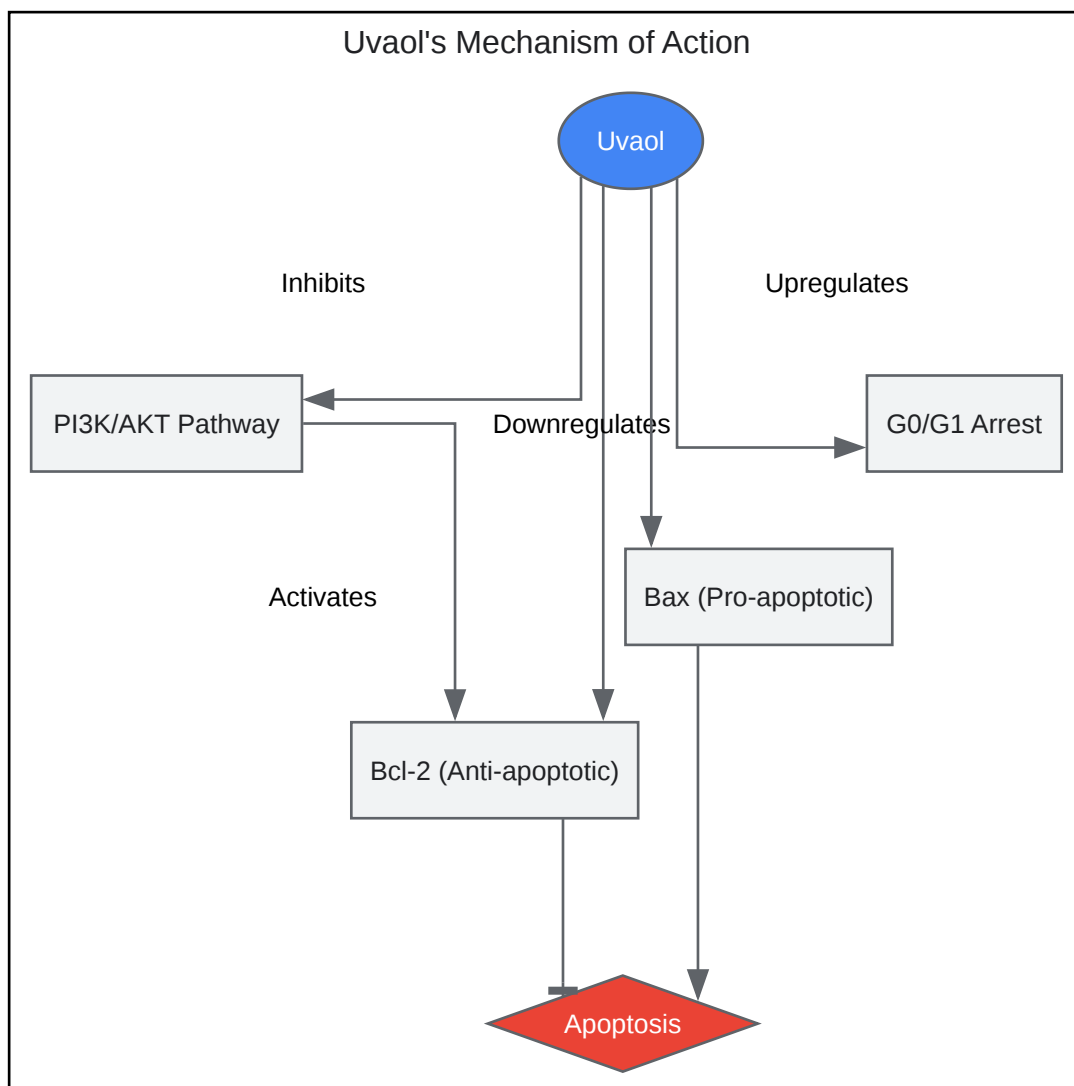 Uvaol's Mechanism of Action
Uvaol
Inhibits
Upregulates
PI3K/AKT Pathway
Downregulates
G0/G1 Arrest
Activates
Bax (Pro-apoptotic)
Bcl-2 (Anti-apoptotic)
Apoptosis